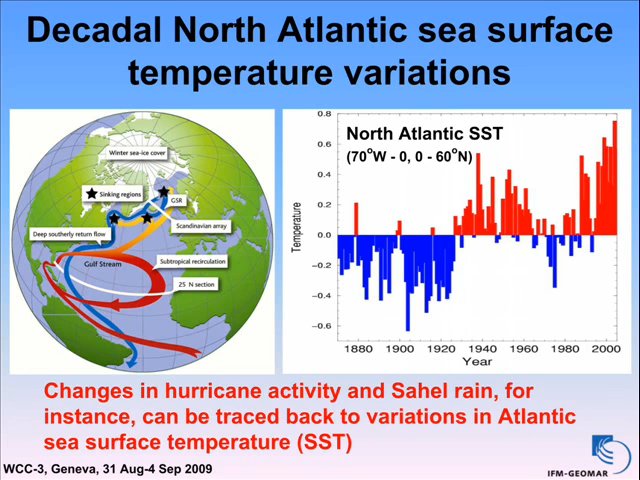 Decadal North Atlantic sea surface
temperature variations
Winter sea-ice cover
Sinking regions
GSR
Scandinavian array
Deep southerly return flow
Gulf Stream
Subtropical recirculation
25 N section
North Atlantic SST
(70°W - 0, 0 - 60°N)
Temperature
0.8
0.6
0.4
0.2
0.0
−0.2
−0.4
−0.6
1880 1900 1920 1940 1960 1980 2000
Year
Changes in hurricane activity and Sahel rain, for
instance, can be traced back to variations in Atlantic
sea surface temperature (SST)
WCC-3, Geneva, 31 Aug-4 Sep 2009
IFM-GEOMAR